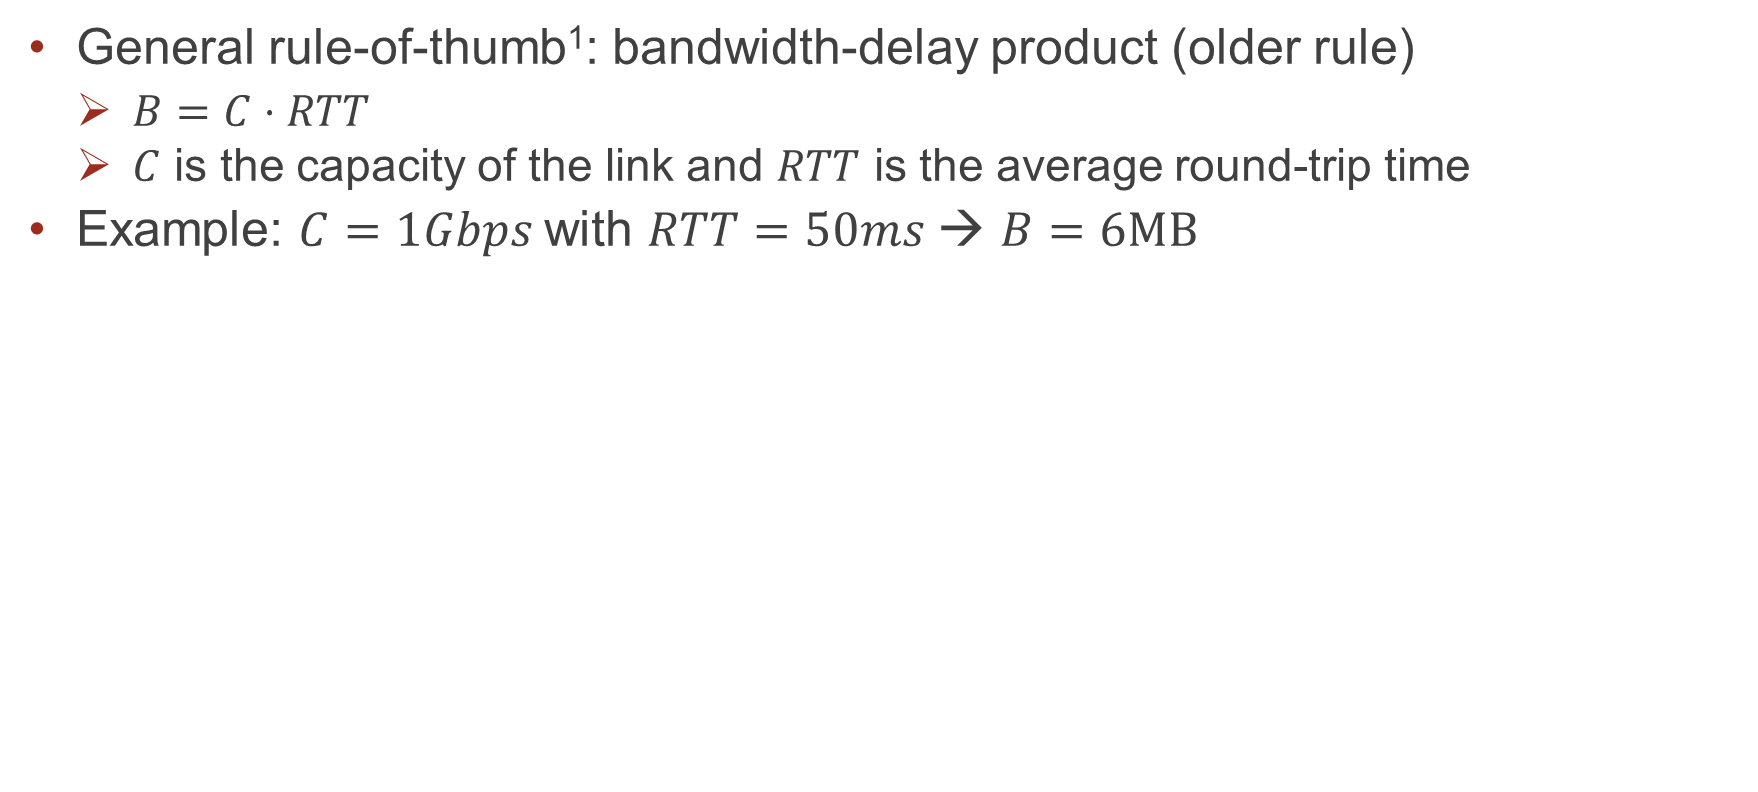 • General rule-of-thumb¹: bandwidth-delay product (older rule)
➢ B = C · RTT
➢ C is the capacity of the link and RTT is the average round-trip time
• Example: C = 1Gbps with RTT = 50ms → B = 6MB